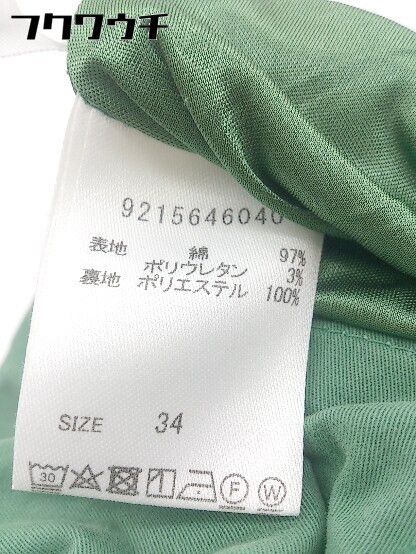 フクワウチ
9215646040
表地 綿 97%
ポリウレタン 3%
裏地 ポリエステル 100%
SIZE 34
30 F W